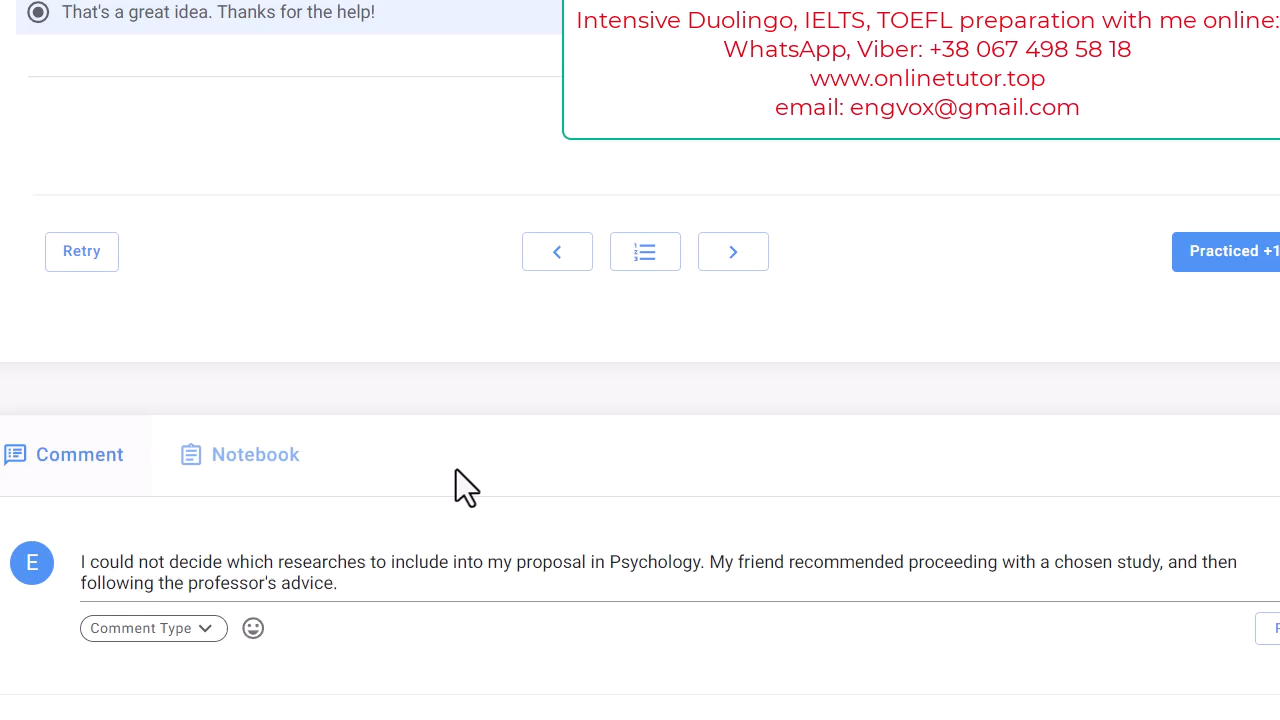 That's a great idea. Thanks for the help!
Intensive Duolingo, IELTS, TOEFL preparation with me online:
WhatsApp, Viber: +38 067 498 58 18
www.onlinetutor.top
email: engvox@gmail.com
Retry
Practiced +1
Comment
Notebook
E
I could not decide which researches to include into my proposal in Psychology. My friend recommended proceeding with a chosen study, and then
following the professor's advice.
Comment Type